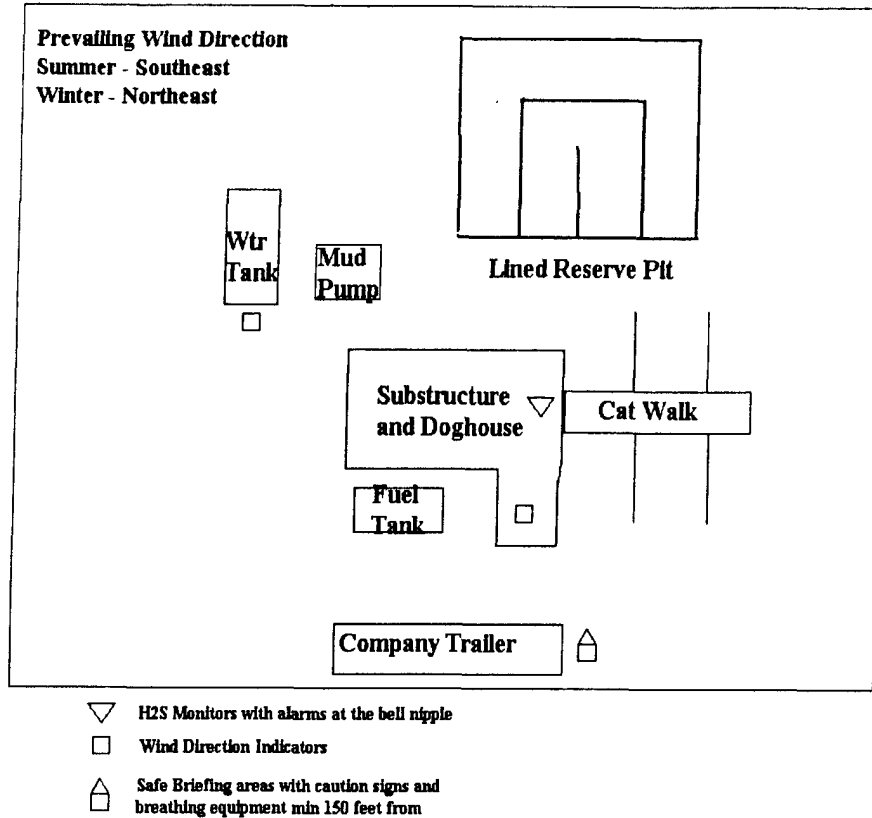 Prevailing Wind Direction
Summer - Southeast
Winter - Northeast
Wtr
Tank
Mud
Pump
Lined Reserve Pit
Substructure
and Doghouse
Cat Walk
Fuel
Tank
Company Trailer
H2S Monitors with alarms at the bell nipple
Wind Direction Indicators
Safe Briefing areas with caution signs and
breathing equipment min 150 feet from